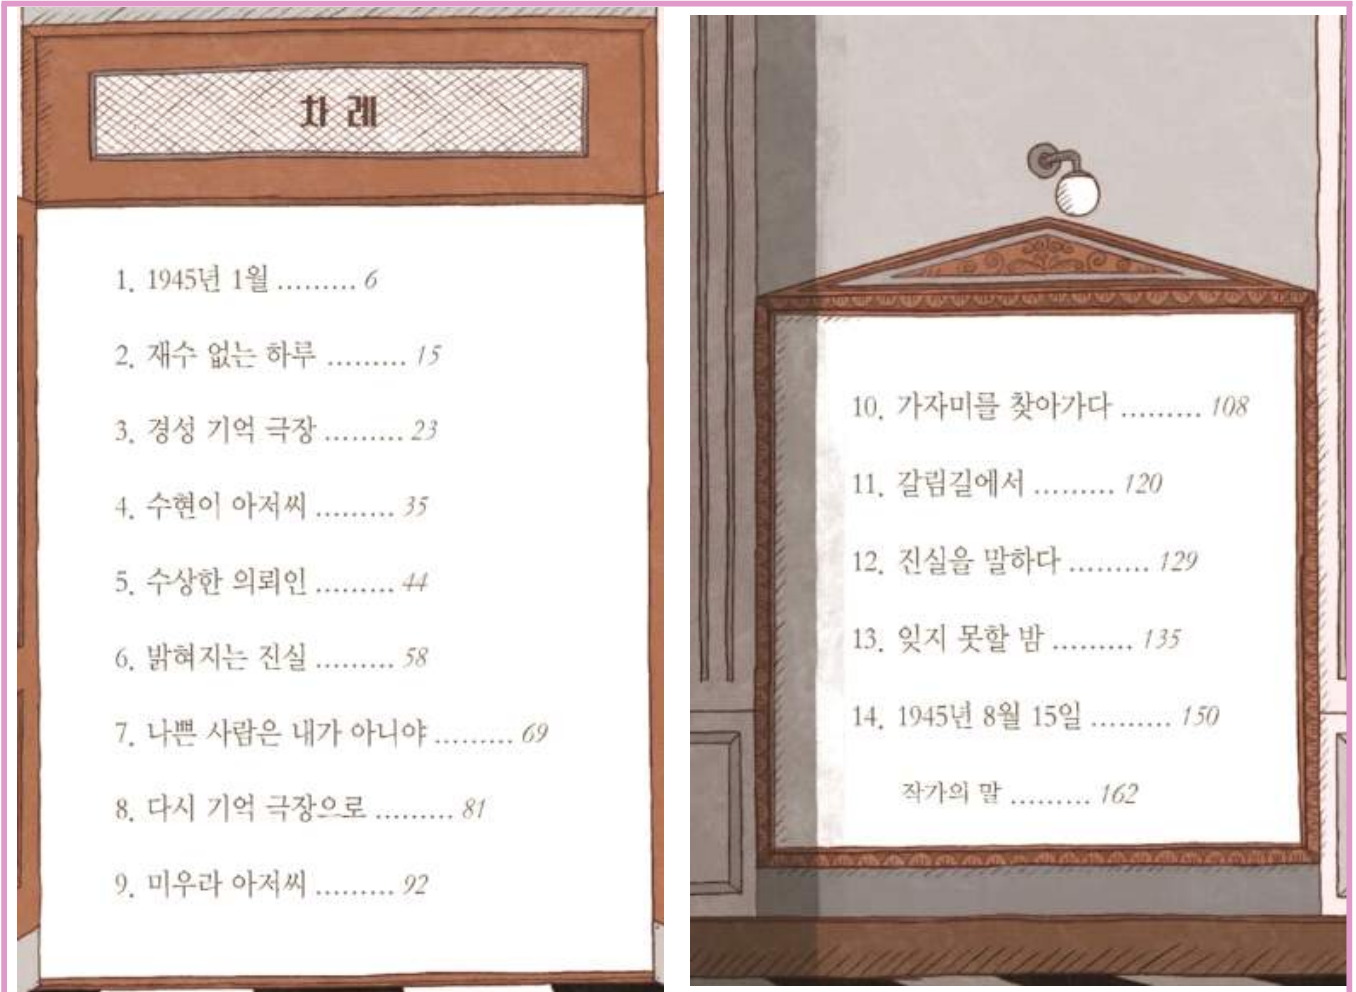 차례
1. 1945년 1월 ......... 6
2. 재수 없는 하루 ......... 15
3. 경성 기억 극장 ......... 23
4. 수현이 아저씨 ......... 35
5. 수상한 의뢰인 ......... 44
6. 밝혀지는 진실 ......... 58
7. 나쁜 사람은 내가 아니야 ......... 69
8. 다시 기억 극장으로 ......... 81
9. 미우라 아저씨 ......... 92
10. 가자미를 찾아가다 ......... 108
11. 갈림길에서 ......... 120
12. 진실을 말하다 ......... 129
13. 잊지 못할 밤 ......... 135
14. 1945년 8월 15일 ......... 150
작가의 말 ......... 162